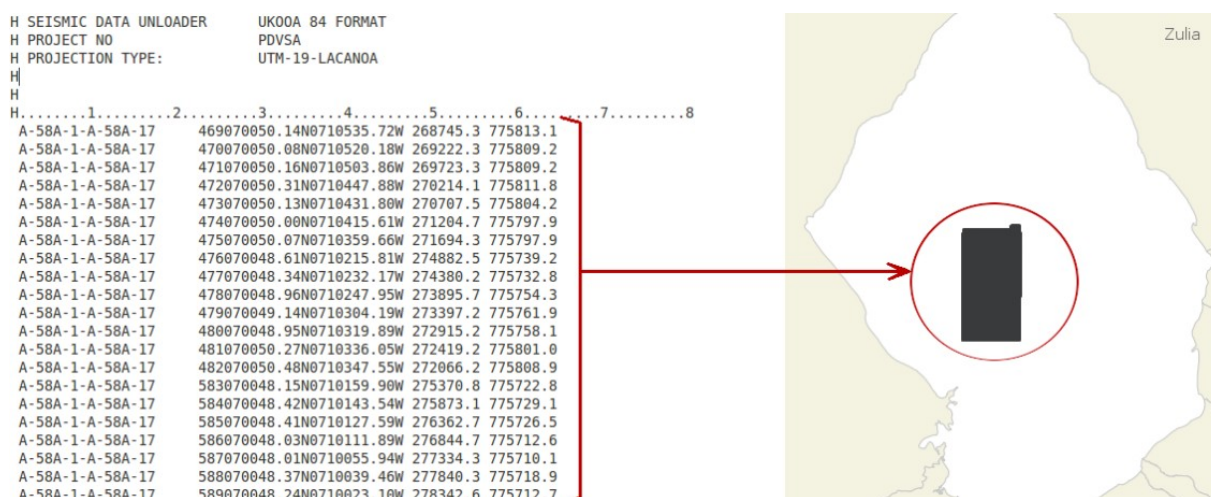 H SEISMIC DATA UNLOADER      UKOOA 84 FORMAT
H PROJECT NO                 PDVSA
H PROJECTION TYPE:           UTM-19-LACANOA
H
H
H........1.........2.........3.........4.........5.........6.........7.........8
A-58A-1-A-58A-17     469070050.14N0710535.72W 268745.3 775813.1
A-58A-1-A-58A-17     470070050.08N0710520.18W 269222.3 775809.2
A-58A-1-A-58A-17     471070050.16N0710503.86W 269723.3 775809.2
A-58A-1-A-58A-17     472070050.31N0710447.88W 270214.1 775811.8
A-58A-1-A-58A-17     473070050.13N0710431.80W 270707.5 775804.2
A-58A-1-A-58A-17     474070050.00N0710415.61W 271204.7 775797.9
A-58A-1-A-58A-17     475070050.07N0710359.66W 271694.3 775797.9
A-58A-1-A-58A-17     476070048.61N0710215.81W 274882.5 775739.2
A-58A-1-A-58A-17     477070048.34N0710232.17W 274380.2 775732.8
A-58A-1-A-58A-17     478070048.96N0710247.95W 273895.7 775754.3
A-58A-1-A-58A-17     479070049.14N0710304.19W 273397.2 775761.9
A-58A-1-A-58A-17     480070048.95N0710319.89W 272915.2 775758.1
A-58A-1-A-58A-17     481070050.27N0710336.05W 272419.2 775801.0
A-58A-1-A-58A-17     482070050.48N0710347.55W 272066.2 775808.9
A-58A-1-A-58A-17     583070048.15N0710159.90W 275370.8 775722.8
A-58A-1-A-58A-17     584070048.42N0710143.54W 275873.1 775729.1
A-58A-1-A-58A-17     585070048.41N0710127.59W 276362.7 775726.5
A-58A-1-A-58A-17     586070048.03N0710111.89W 276844.7 775712.6
A-58A-1-A-58A-17     587070048.01N0710055.94W 277334.3 775710.1
A-58A-1-A-58A-17     588070048.37N0710039.46W 277840.3 775718.9
A-58A-1-A-58A-17     589070048.24N0710023.10W 278342.6 775712.7
Zulia